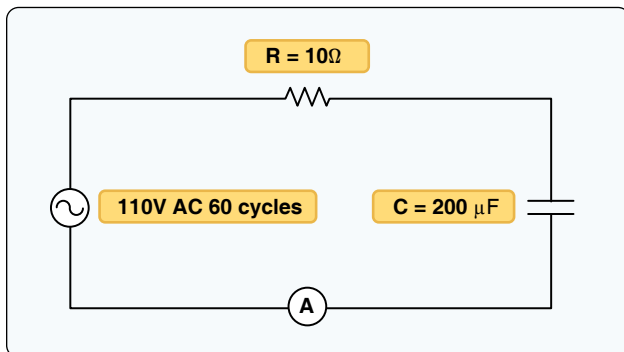 R = 10Ω
110V AC 60 cycles
C = 200 μF
A